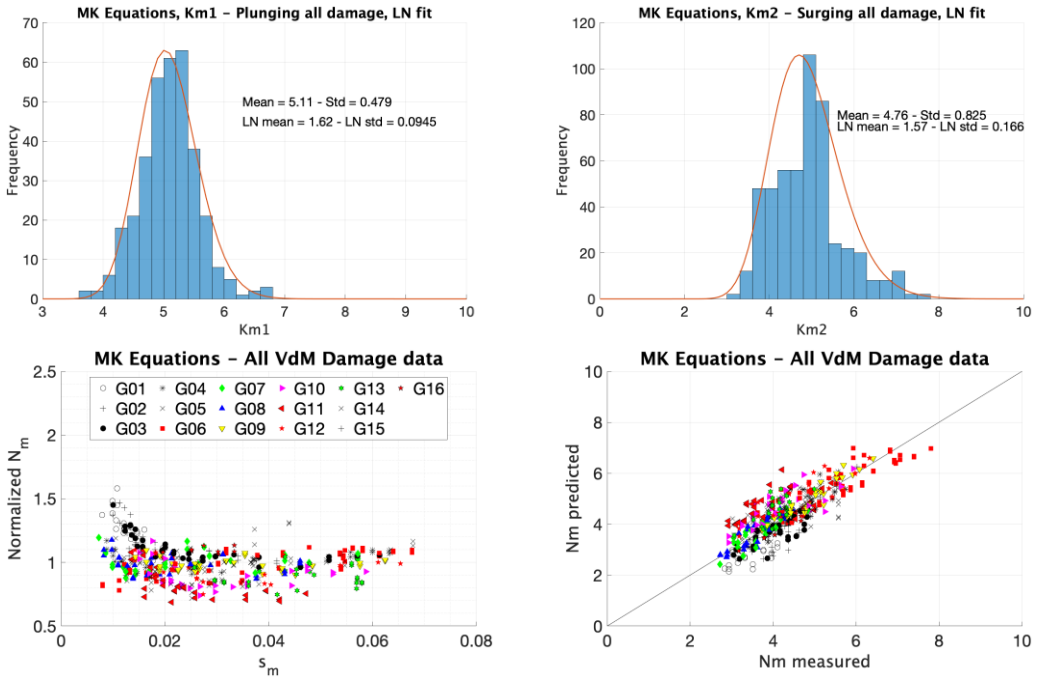 MK Equations, Km1 – Plunging all damage, LN fit
70
60
50
40
30
20
10
0
Frequency
Mean = 5.11 - Std = 0.479
LN mean = 1.62 - LN std = 0.0945
3 4 5 6 7 8 9 10
Km1
MK Equations, Km2 – Surging all damage, LN fit
120
100
80
60
40
20
0
Frequency
Mean = 4.76 - Std = 0.825
LN mean = 1.57 - LN std = 0.166
0 2 4 6 8 10
Km2
MK Equations – All VdM Damage data
2.5
2
1.5
1
0.5
Normalized N_m
G01 G04 G07 G10 G13 G16
G02 G05 G08 G11 G14
G03 G06 G09 G12 G15
0 0.02 0.04 0.06 0.08
s_m
MK Equations – All VdM Damage data
10
8
6
4
2
0
Nm predicted
0 2 4 6 8 10
Nm measured